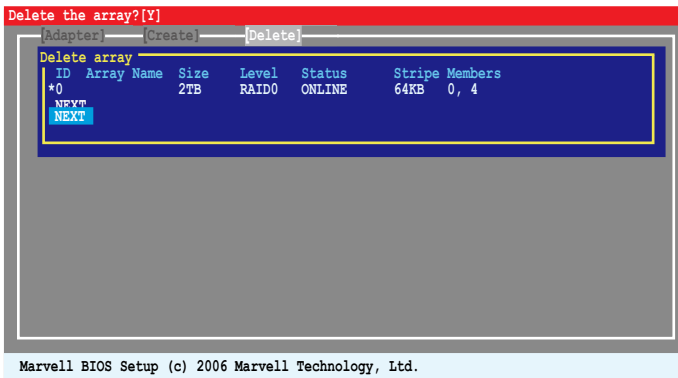 Delete the array?[Y]
[Adapter] [Create] [Delete]
Delete array
ID Array Name Size Level Status Stripe Members
*0 2TB RAID0 ONLINE 64KB 0, 4
NEXT
NEXT
Marvell BIOS Setup (c) 2006 Marvell Technology, Ltd.